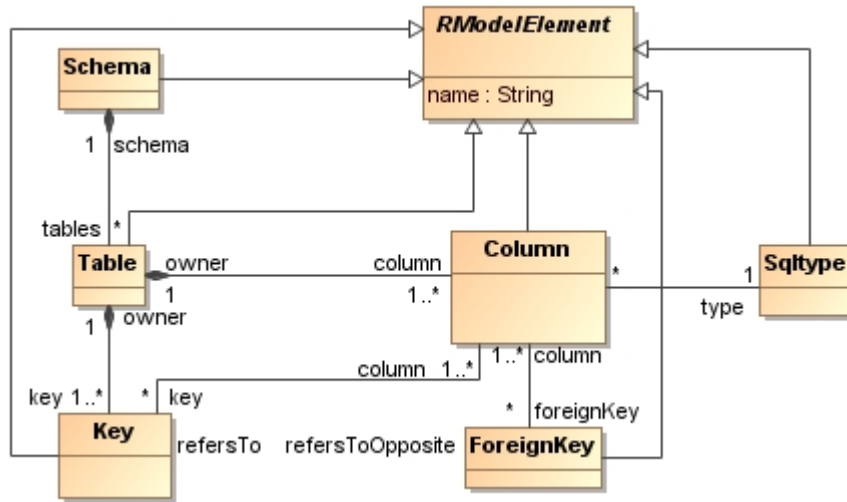 RModelElement
name : String
Schema
1 schema
tables *
Table
owner column
1 1..*
Column
* 1
type
Sqltype
1 owner
column 1..*
1..* column
key 1..* * key
* foreignKey
Key
refersTo refersToOpposite
ForeignKey